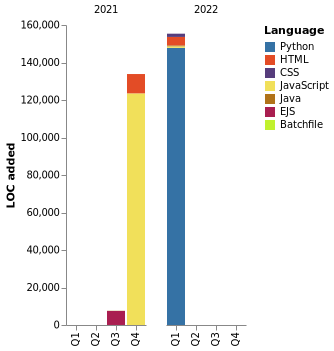 2021 2022
Language
Python
HTML
CSS
JavaScript
Java
EJS
Batchfile
LOC added
160,000
140,000
120,000
100,000
80,000
60,000
40,000
20,000
0
Q1 Q2 Q3 Q4 Q1 Q2 Q3 Q4